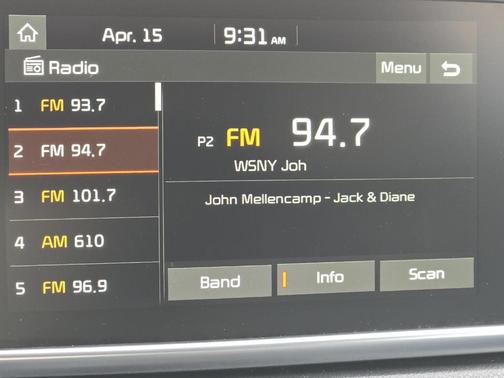 Apr. 15 9:31 AM
Radio Menu
1 FM 93.7
2 FM 94.7
3 FM 101.7
4 AM 610
5 FM 96.9
P2 FM 94.7
WSNY Joh
John Mellencamp - Jack & Diane
Band Info Scan